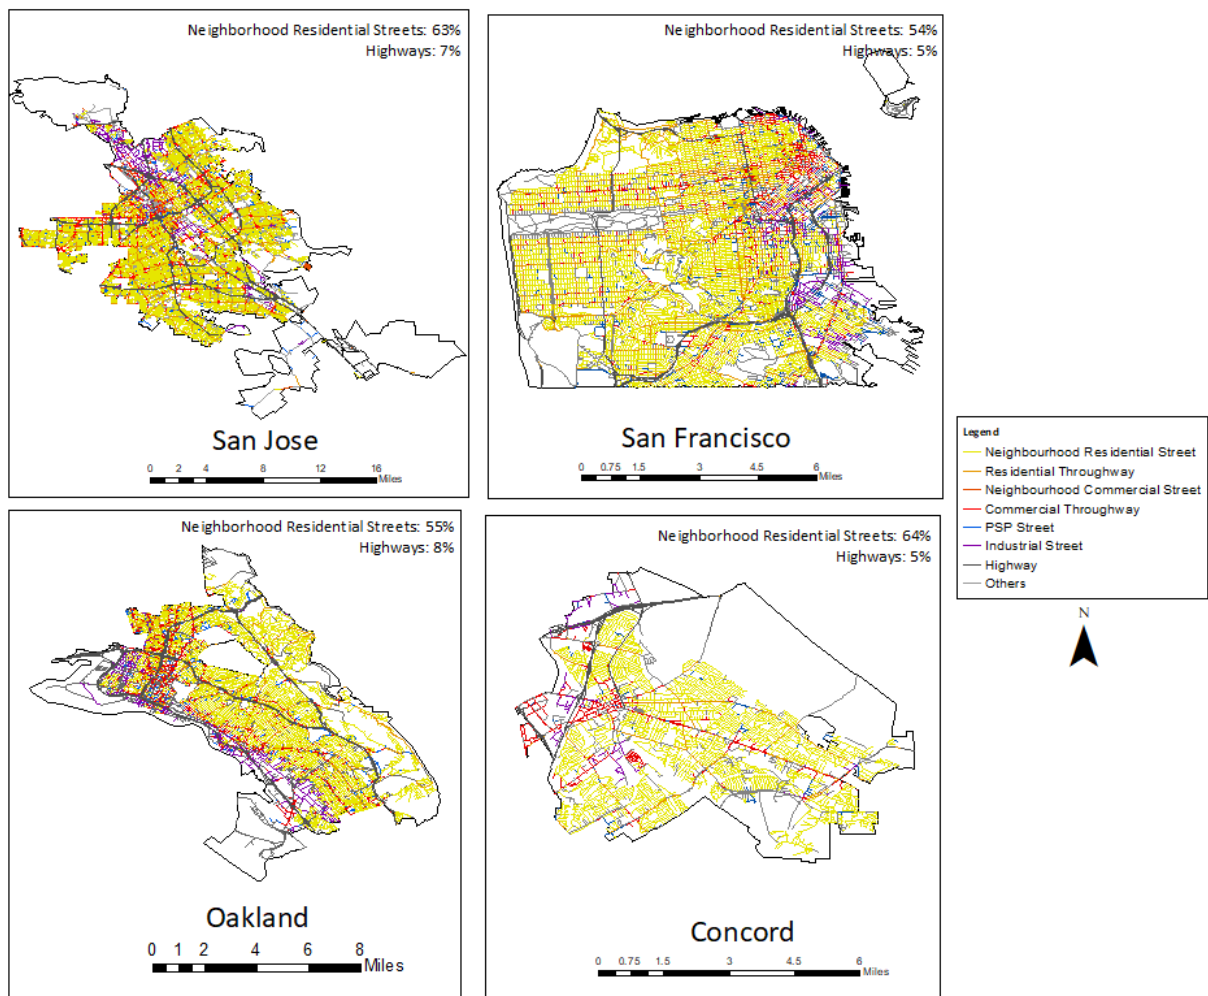 Neighborhood Residential Streets: 63%
Highways: 7%
San Jose
0 2 4 8 12 16
Miles
Neighborhood Residential Streets: 54%
Highways: 5%
San Francisco
0 0.75 1.5 3 4.5 6
Miles
Legend
Neighbourhood Residential Street
Residential Throughway
Neighbourhood Commercial Street
Commercial Throughway
PSP Street
Industrial Street
Highway
Others
N
Neighborhood Residential Streets: 55%
Highways: 8%
Oakland
0 1 2 4 6 8
Miles
Neighborhood Residential Streets: 64%
Highways: 5%
Concord
0 0.75 1.5 3 4.5 6
Miles